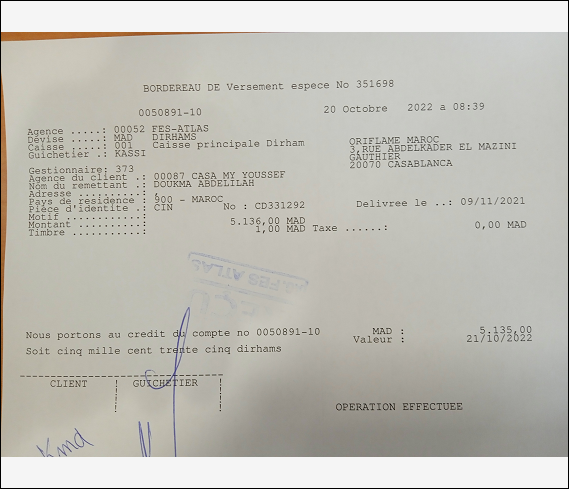 BORDEREAU DE Versement espece No 351698
0050891-10 20 Octobre 2022 a 08:39
Agence .....: 00052 FES-ATLAS
Devise .....: MAD DIRHAMS
Caisse .....: 001 Caisse principale Dirham
Guichetier .: KASSI
ORIFLAME MAROC
3,RUE ABDELKADER EL MAZINI
GAUTHIER
20070 CASABLANCA
Gestionnaire: 373
Agence du client .: 00087 CASA MY YOUSSEF
Nom du remettant .: DOUKMA ABDELILAH
Adresse ..........: ,
Pays de residence : 900 - MAROC
Pièce d'identite .: CIN No : CD331292 Delivree le ..: 09/11/2021
Motif ............:
Montant ..........: 5.136,00 MAD
Timbre ...........: 1,00 MAD Taxe ......: 0,00 MAD
FES ATLAS
Nous portons au credit du compte no 0050891-10 MAD : 5.135,00
Valeur : 21/10/2022
Soit cinq mille cent trente cinq dirhams
CLIENT GUICHETIER
OPERATION EFFECTUEE